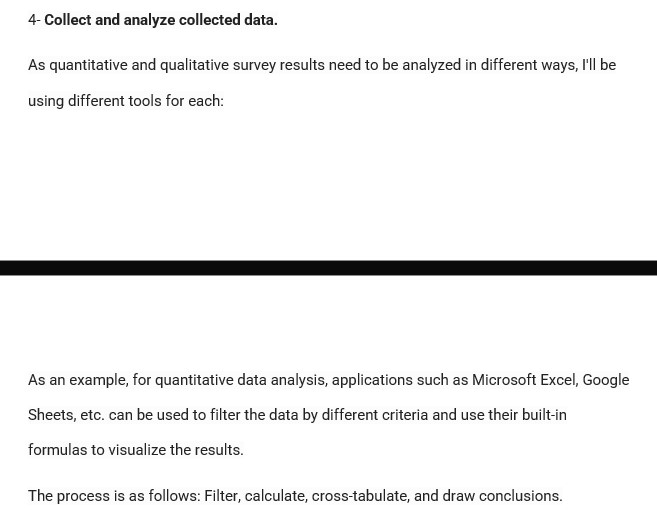 4- Collect and analyze collected data.
As quantitative and qualitative survey results need to be analyzed in different ways, I'll be
using different tools for each:
As an example, for quantitative data analysis, applications such as Microsoft Excel, Google
Sheets, etc. can be used to filter the data by different criteria and use their built-in
formulas to visualize the results.
The process is as follows: Filter, calculate, cross-tabulate, and draw conclusions.